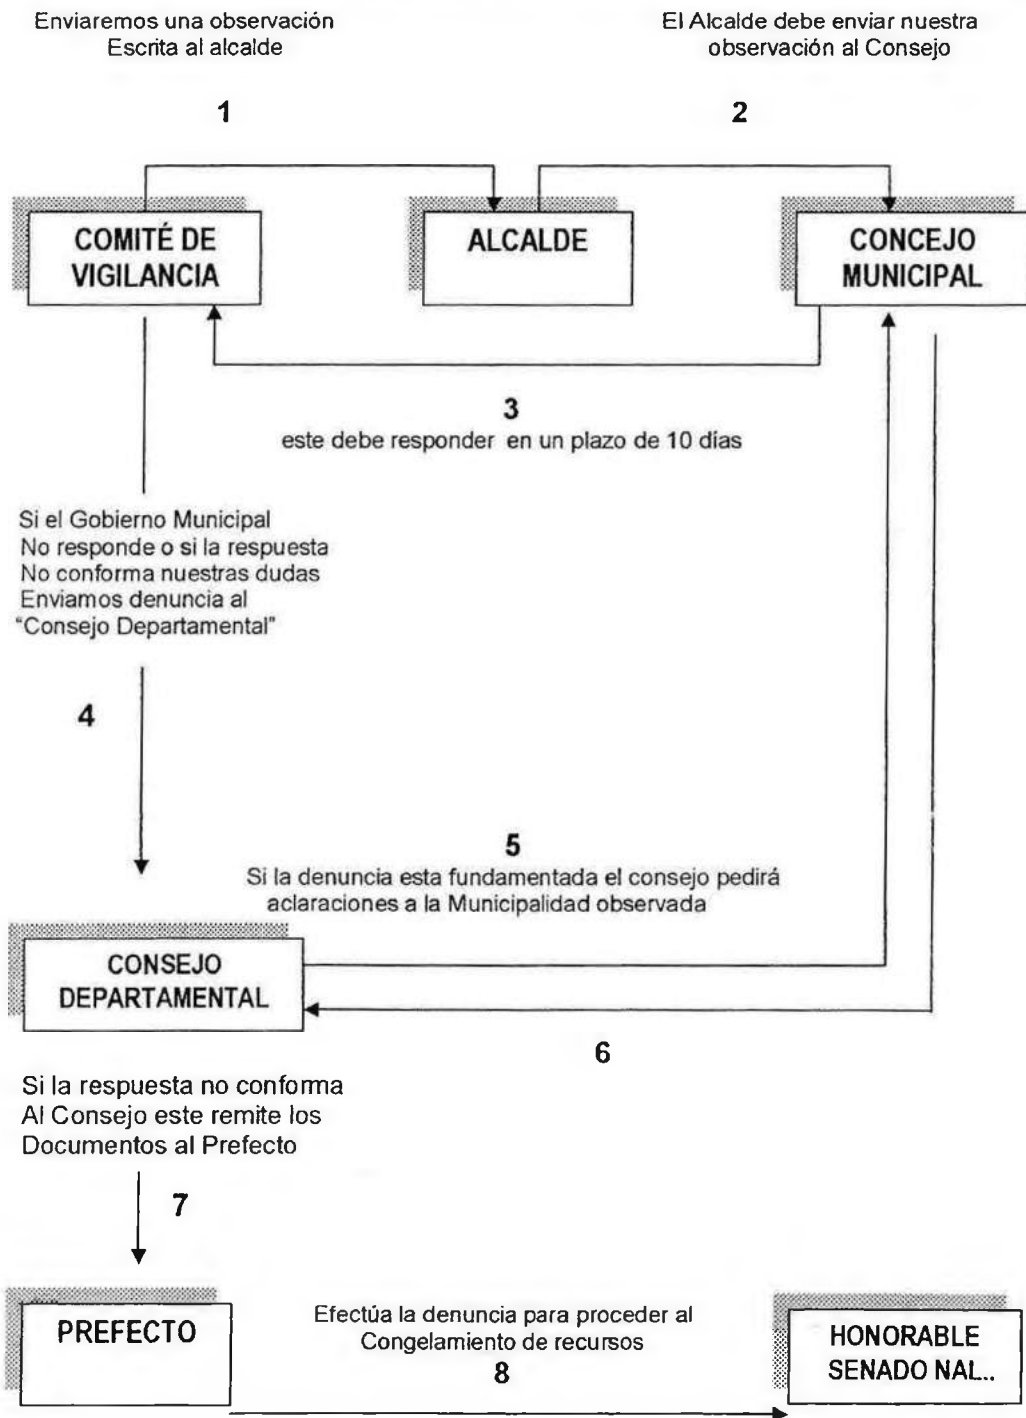 Enviaremos una observación
Escrita al alcalde
El Alcalde debe enviar nuestra
observación al Consejo
1
2
COMITÉ DE
VIGILANCIA
ALCALDE
CONCEJO
MUNICIPAL
3
este debe responder en un plazo de 10 días
Si el Gobierno Municipal
No responde o si la respuesta
No conforma nuestras dudas
Enviamos denuncia al
“Consejo Departamental”
4
5
Si la denuncia esta fundamentada el consejo pedirá
aclaraciones a la Municipalidad observada
CONSEJO
DEPARTAMENTAL
6
Si la respuesta no conforma
Al Consejo este remite los
Documentos al Prefecto
7
PREFECTO
Efectúa la denuncia para proceder al
Congelamiento de recursos
8
HONORABLE
SENADO NAL..